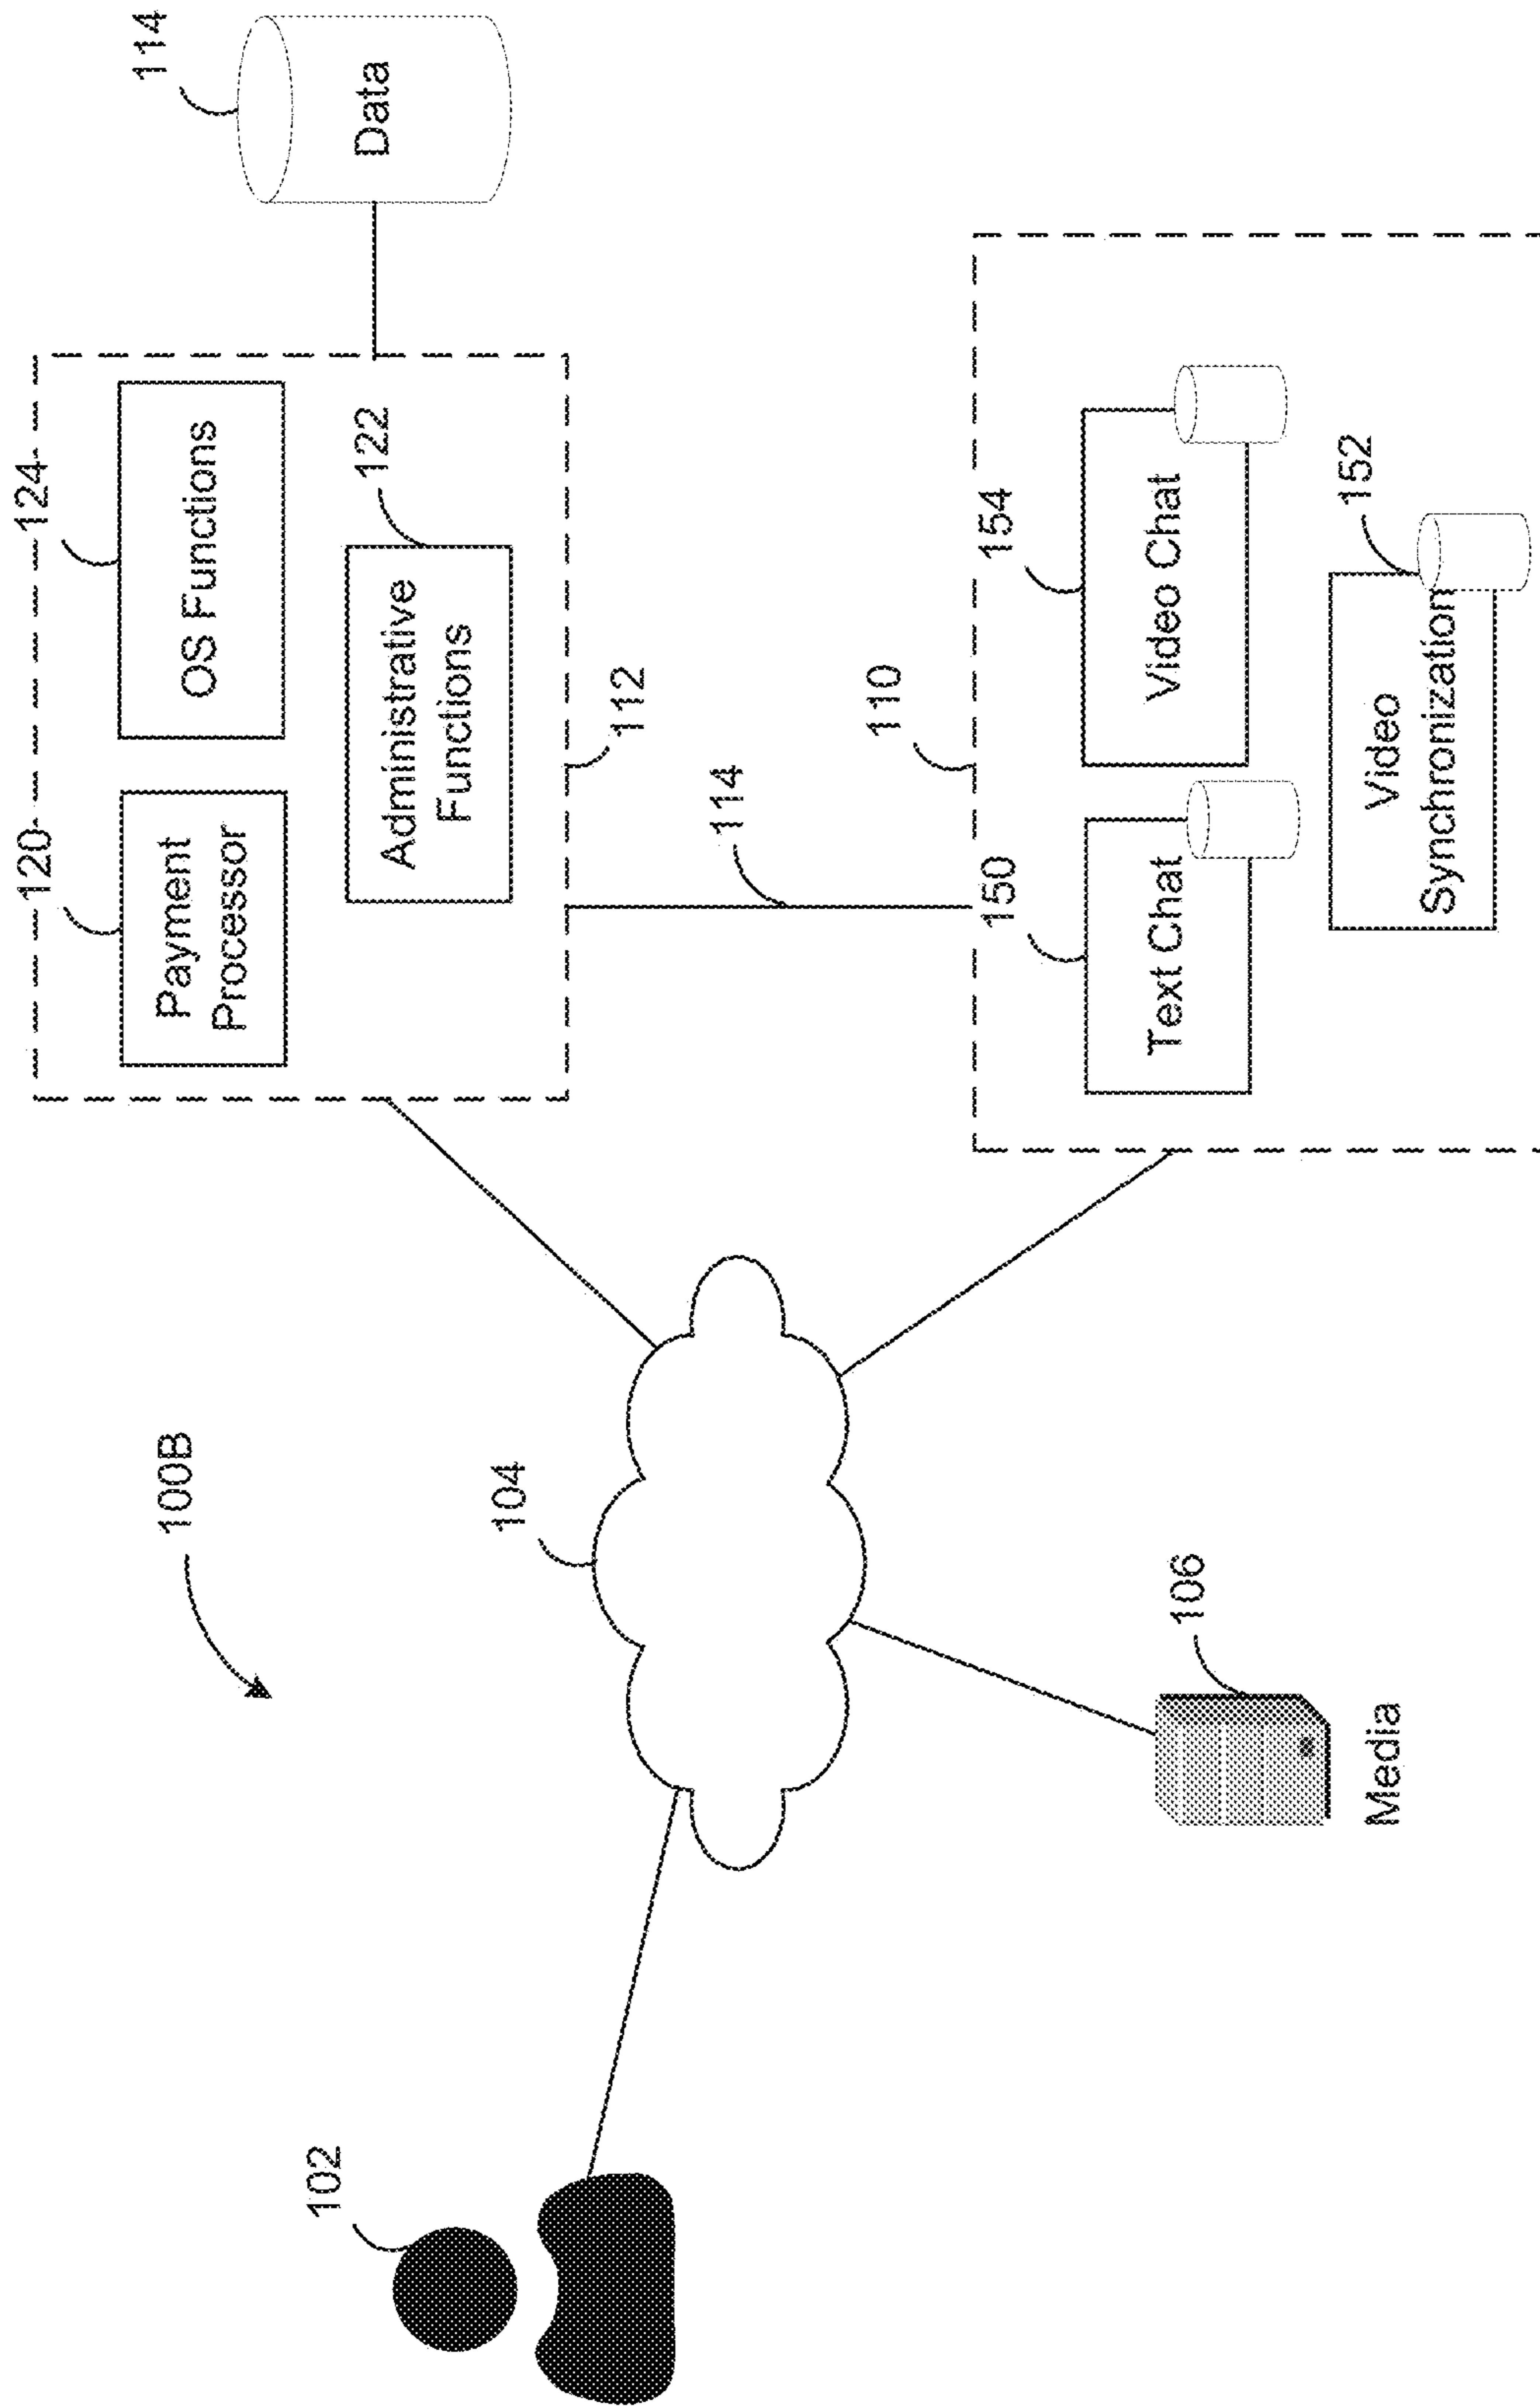 100B
102
104
106
Media
120
Payment
Processor
124
OS Functions
122
Administrative
Functions
112
114
Data
114
110
150
Text Chat
154
Video Chat
152
Video
Synchronization